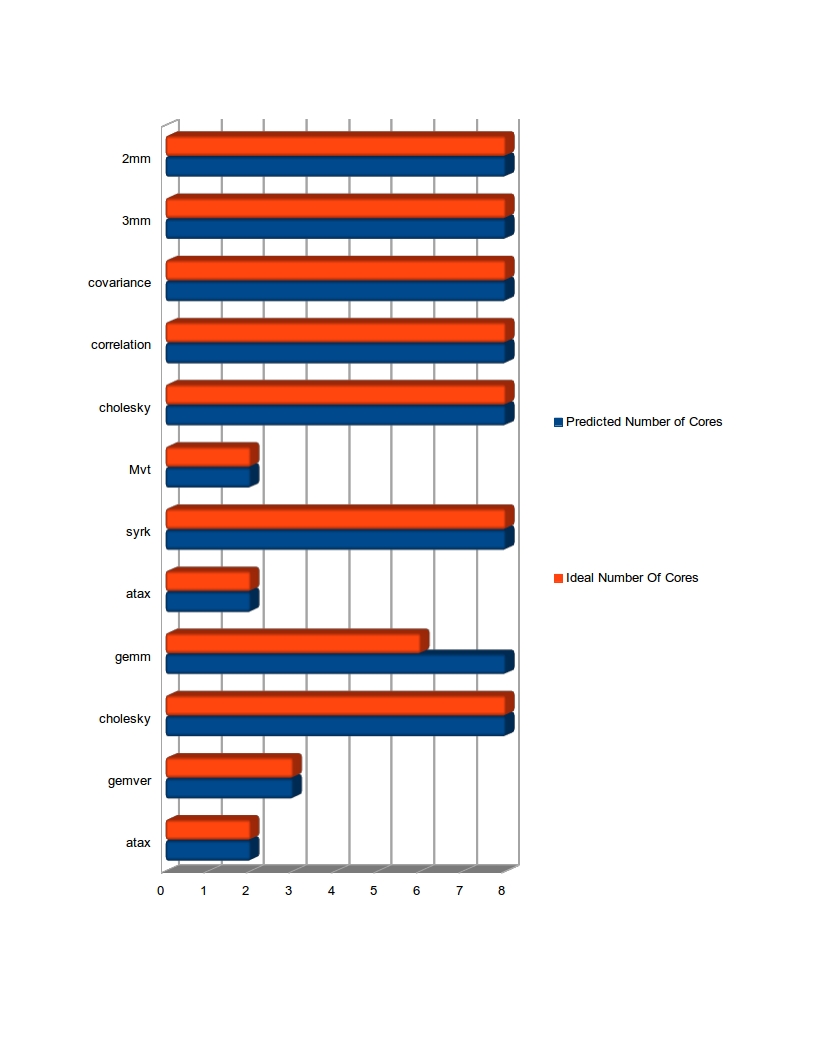 2mm
3mm
covariance
correlation
cholesky
Mvt
syrk
atax
gemm
cholesky
gemver
atax
0 1 2 3 4 5 6 7 8
Predicted Number of Cores
Ideal Number Of Cores